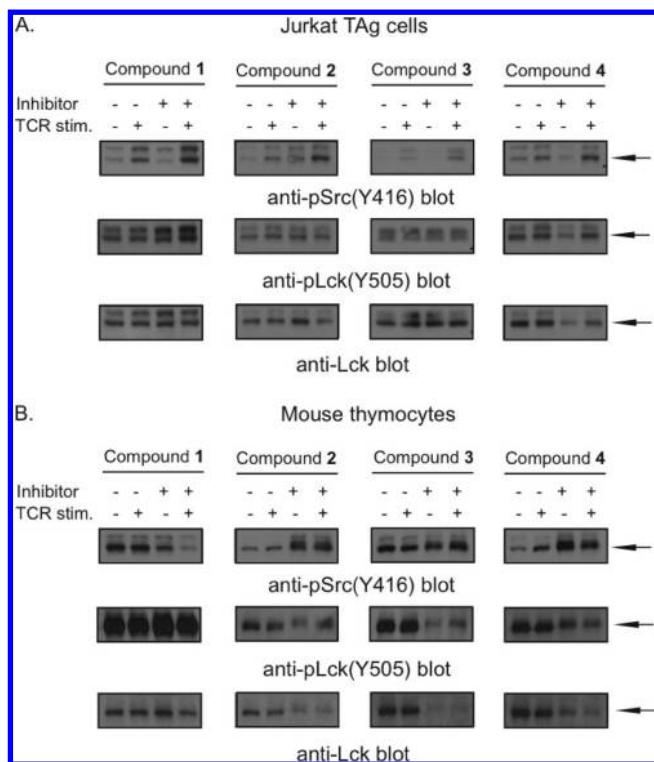 A. Jurkat TAg cells
Compound 1 Compound 2 Compound 3 Compound 4
Inhibitor - - + + - - + + - - + + - - + +
TCR stim. - + - + - + - + - + - + - + - +
anti-pSrc(Y416) blot
anti-pLck(Y505) blot
anti-Lck blot
B. Mouse thymocytes
Compound 1 Compound 2 Compound 3 Compound 4
Inhibitor - - + + - - + + - - + + - - + +
TCR stim. - + - + - + - + - + - + - + - +
anti-pSrc(Y416) blot
anti-pLck(Y505) blot
anti-Lck blot